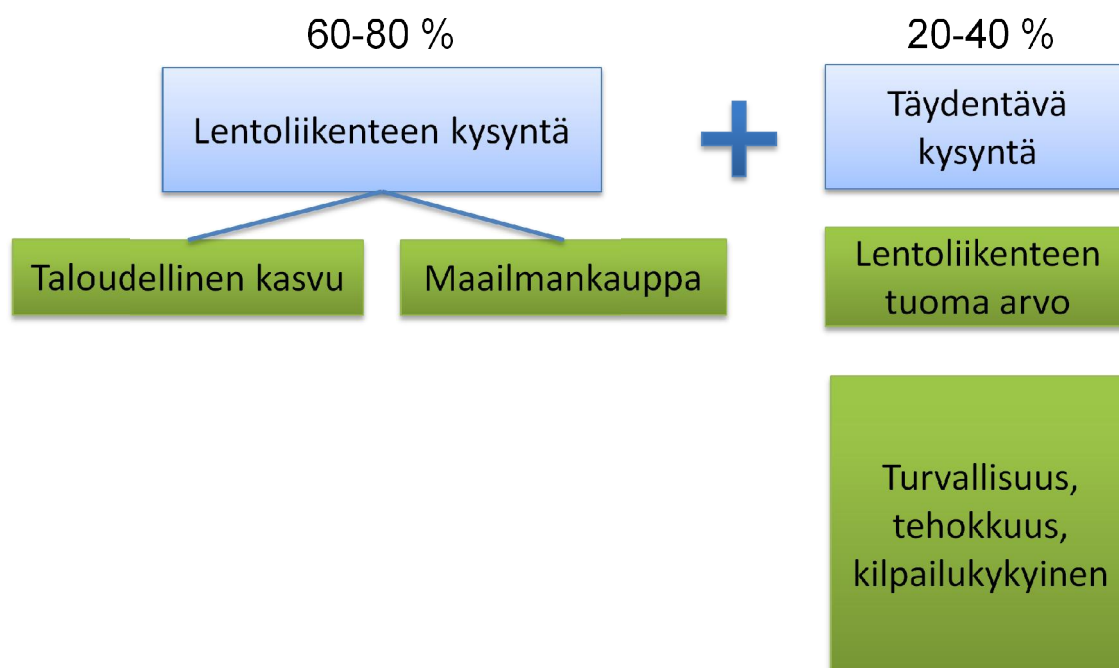 60-80 %
20-40 %
Lentoliikenteen kysyntä
Täydentävä
kysyntä
Taloudellinen kasvu
Maailmankauppa
Lentoliikenteen
tuoma arvo
Turvallisuus,
tehokkuus,
kilpailukykyinen